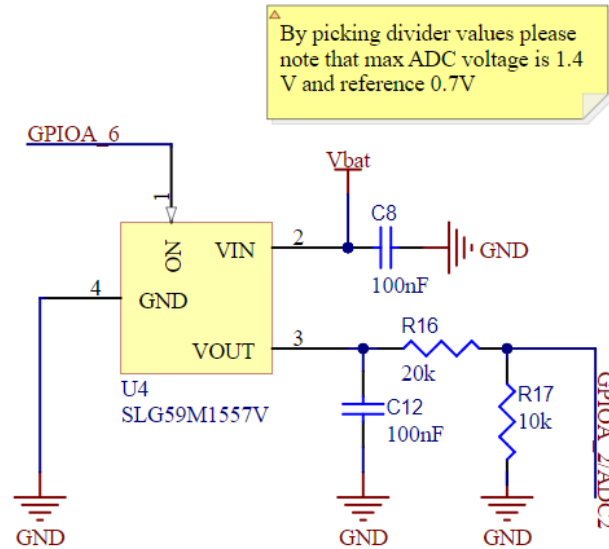 By picking divider values please
note that max ADC voltage is 1.4
V and reference 0.7V
GPIOA_6
Vbat
1
ON
VIN
2
C8
GND
100nF
4
GND
VOUT
3
R16
20k
U4
SLG59M1557V
C12
100nF
R17
10k
GPIOA_2/ADC2
GND
GND
GND